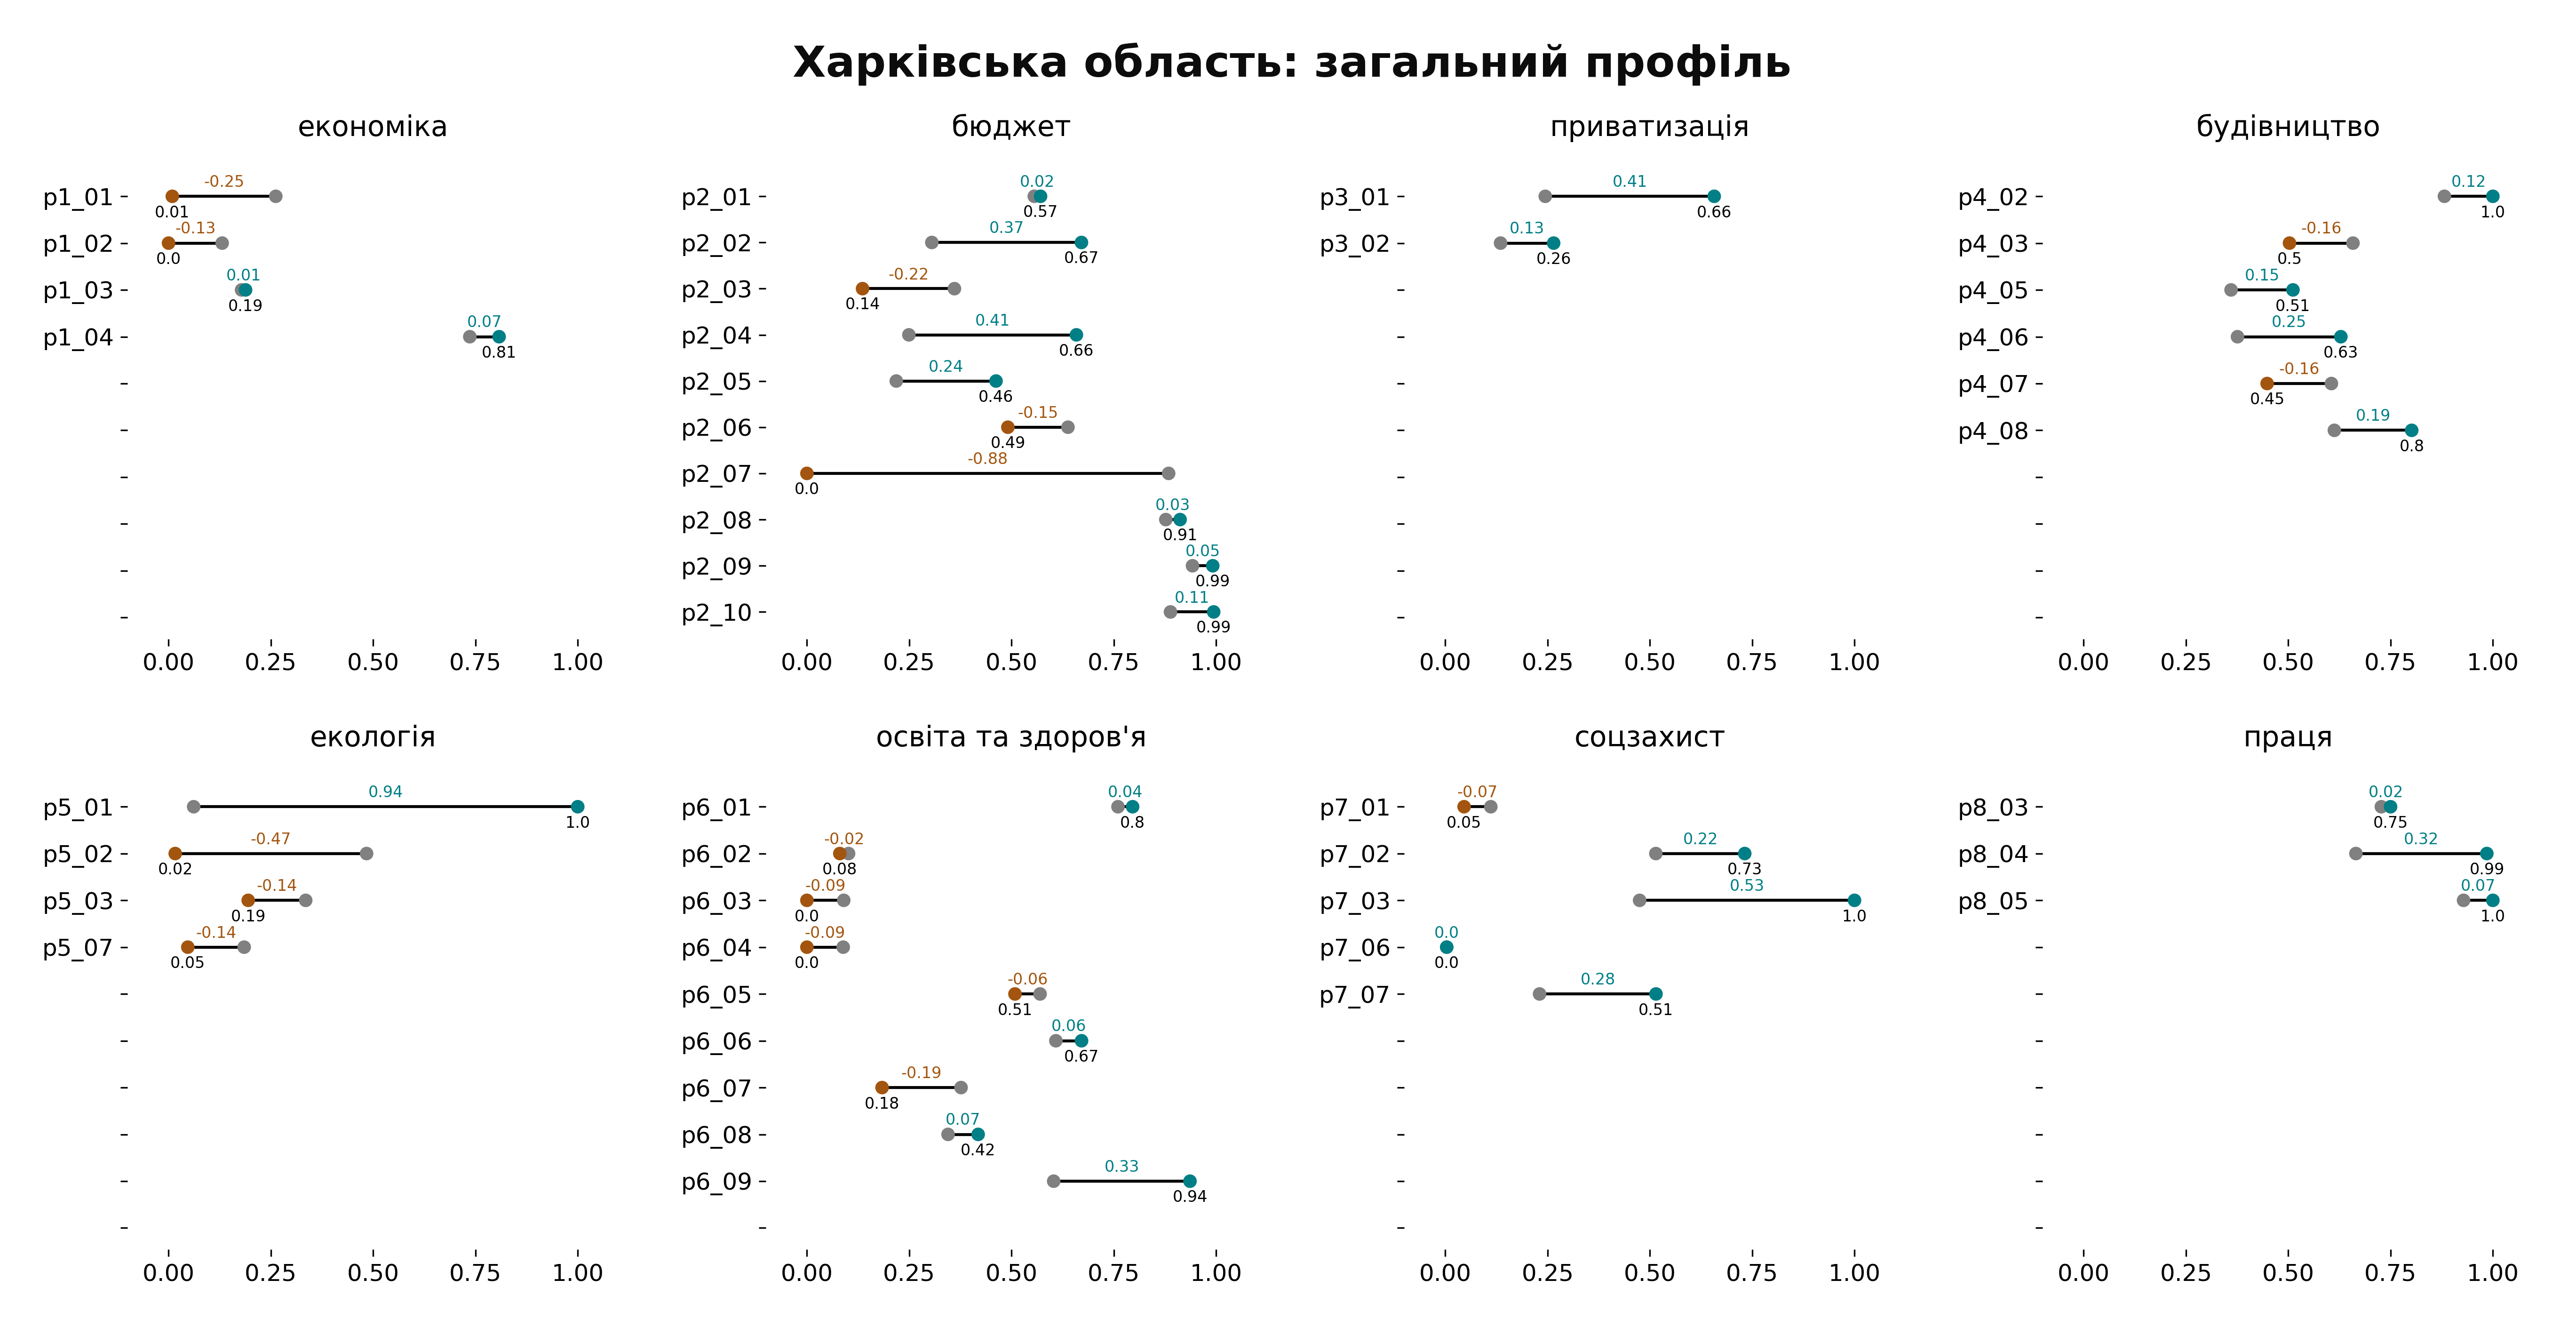 Харківська область: загальний профіль
економіка
p1_01
-0.25
0.01
p1_02
-0.13
0.0
p1_03
0.01
0.19
p1_04
0.07
0.81
0.00 0.25 0.50 0.75 1.00
бюджет
p2_01
0.02
0.57
p2_02
0.37
0.67
p2_03
-0.22
0.14
p2_04
0.41
0.66
p2_05
0.24
0.46
p2_06
-0.15
0.49
p2_07
-0.88
0.0
p2_08
0.03
0.91
p2_09
0.05
0.99
p2_10
0.11
0.99
0.00 0.25 0.50 0.75 1.00
приватизація
p3_01
0.41
0.66
p3_02
0.13
0.26
0.00 0.25 0.50 0.75 1.00
будівництво
p4_02
0.12
1.0
p4_03
-0.16
0.5
p4_05
0.15
0.51
p4_06
0.25
0.63
p4_07
-0.16
0.45
p4_08
0.19
0.8
0.00 0.25 0.50 0.75 1.00
екологія
p5_01
0.94
1.0
p5_02
-0.47
0.02
p5_03
-0.14
0.19
p5_07
-0.14
0.05
0.00 0.25 0.50 0.75 1.00
освіта та здоров'я
p6_01
0.04
0.8
p6_02
-0.02
0.08
p6_03
-0.09
0.0
p6_04
-0.09
0.0
p6_05
-0.06
0.51
p6_06
0.06
0.67
p6_07
-0.19
0.18
p6_08
0.07
0.42
p6_09
0.33
0.94
0.00 0.25 0.50 0.75 1.00
соцзахист
p7_01
-0.07
0.05
p7_02
0.22
0.73
p7_03
0.53
1.0
p7_06
0.0
0.0
p7_07
0.28
0.51
0.00 0.25 0.50 0.75 1.00
праця
p8_03
0.02
0.75
p8_04
0.32
0.99
p8_05
0.07
1.0
0.00 0.25 0.50 0.75 1.00